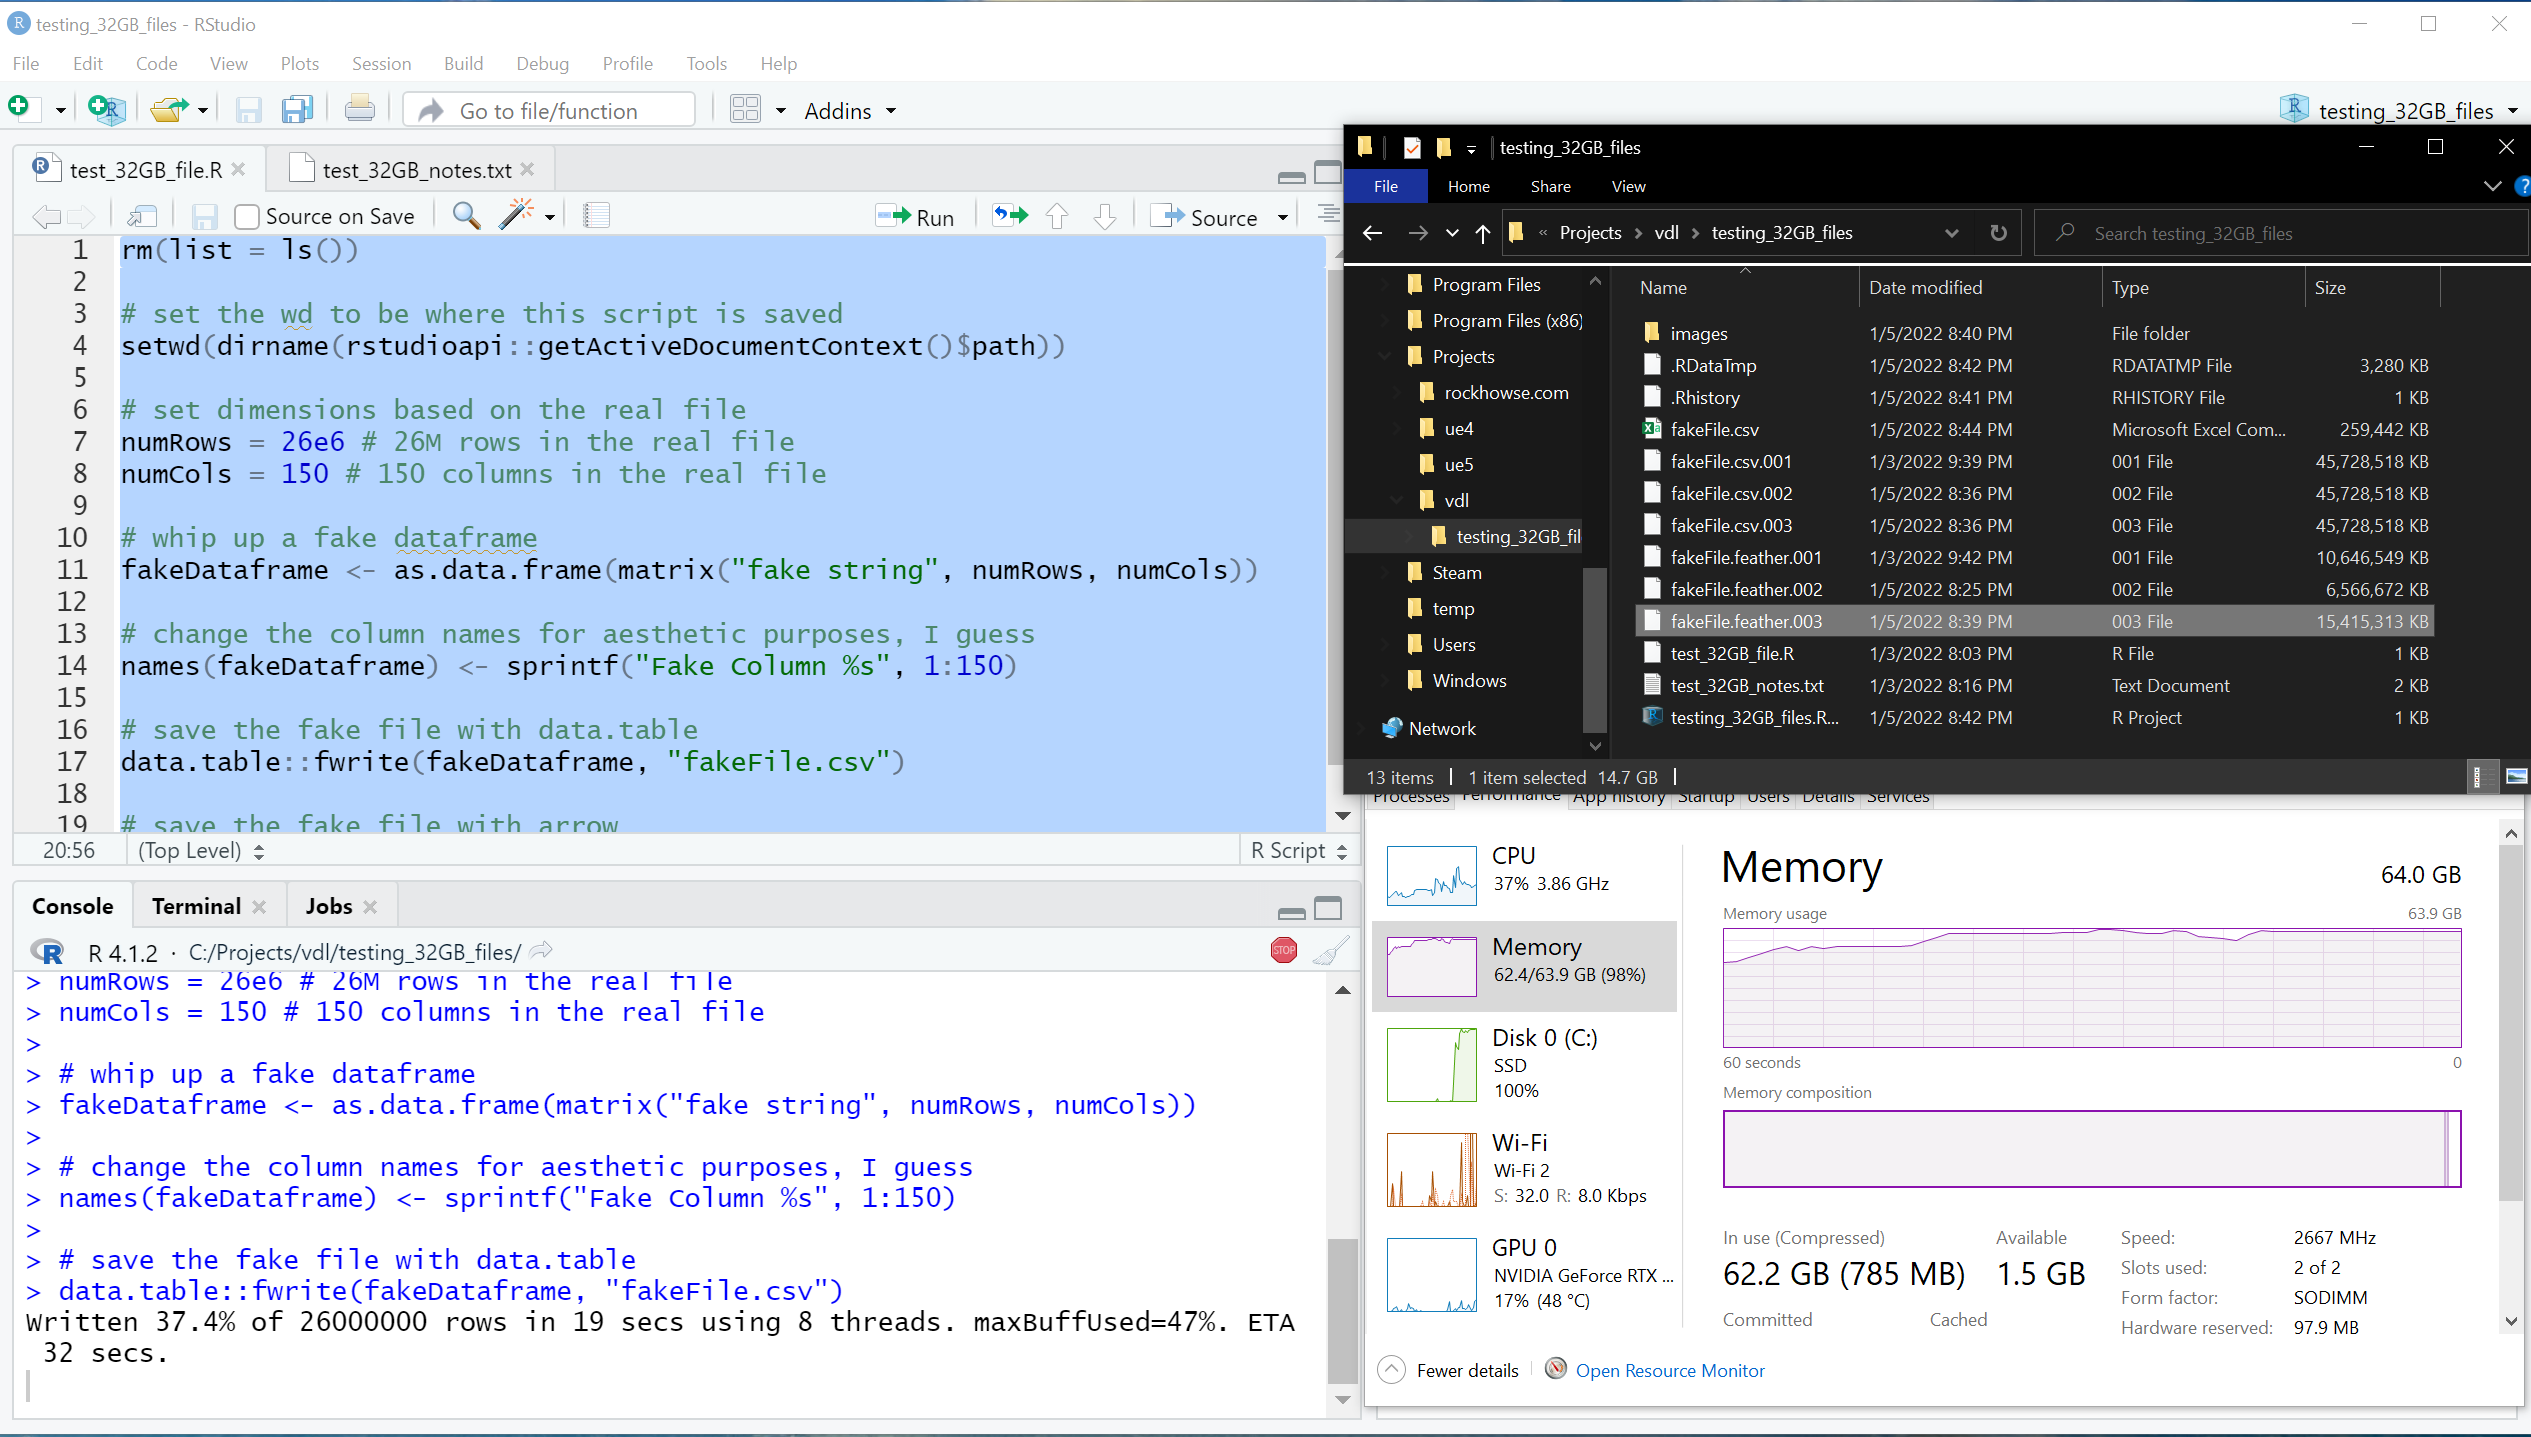 testing_32GB_files - RStudio
File Edit Code View Plots Session Build Debug Profile Tools Help
Go to file/function Addins testing_32GB_files
test_32GB_file.R test_32GB_notes.txt
Source on Save Run Source
1 rm(list = ls())
2
3 # set the wd to be where this script is saved
4 setwd(dirname(rstudioapi::getActiveDocumentContext()$path))
5
6 # set dimensions based on the real file
7 numRows = 26e6 # 26M rows in the real file
8 numCols = 150 # 150 columns in the real file
9
10 # whip up a fake dataframe
11 fakeDataframe <- as.data.frame(matrix("fake string", numRows, numCols))
12
13 # change the column names for aesthetic purposes, I guess
14 names(fakeDataframe) <- sprintf("Fake Column %s", 1:150)
15
16 # save the fake file with data.table
17 data.table::fwrite(fakeDataframe, "fakeFile.csv")
18
19 # save the fake file with arrow
20:56 (Top Level) R Script
Console Terminal Jobs
R 4.1.2 · C:/Projects/vdl/testing_32GB_files/
STOP
> numRows = 26e6 # 26M rows in the real file
> numCols = 150 # 150 columns in the real file
>
> # whip up a fake dataframe
> fakeDataframe <- as.data.frame(matrix("fake string", numRows, numCols))
>
> # change the column names for aesthetic purposes, I guess
> names(fakeDataframe) <- sprintf("Fake Column %s", 1:150)
>
> # save the fake file with data.table
> data.table::fwrite(fakeDataframe, "fakeFile.csv")
Written 37.4% of 26000000 rows in 19 secs using 8 threads. maxBuffUsed=47%. ETA
32 secs.
testing_32GB_files
File Home Share View
« Projects > vdl > testing_32GB_files Search testing_32GB_files
Program Files
Program Files (x86)
Projects
rockhowse.com
ue4
ue5
vdl
testing_32GB_fil
Steam
temp
Users
Windows
Network
Name Date modified Type Size
images 1/5/2022 8:40 PM File folder
.RDataTmp 1/5/2022 8:42 PM RDATATMP File 3,280 KB
.Rhistory 1/5/2022 8:41 PM RHISTORY File 1 KB
fakeFile.csv 1/5/2022 8:44 PM Microsoft Excel Com... 259,442 KB
fakeFile.csv.001 1/3/2022 9:39 PM 001 File 45,728,518 KB
fakeFile.csv.002 1/5/2022 8:36 PM 002 File 45,728,518 KB
fakeFile.csv.003 1/5/2022 8:36 PM 003 File 45,728,518 KB
fakeFile.feather.001 1/3/2022 9:42 PM 001 File 10,646,549 KB
fakeFile.feather.002 1/5/2022 8:25 PM 002 File 6,566,672 KB
fakeFile.feather.003 1/5/2022 8:39 PM 003 File 15,415,313 KB
test_32GB_file.R 1/3/2022 8:03 PM R File 1 KB
test_32GB_notes.txt 1/3/2022 8:16 PM Text Document 2 KB
testing_32GB_files.R... 1/5/2022 8:42 PM R Project 1 KB
13 items 1 item selected 14.7 GB
Processes Performance App history Startup Users Details Services
CPU
37% 3.86 GHz
Memory
62.4/63.9 GB (98%)
Disk 0 (C:)
SSD
100%
Wi-Fi
Wi-Fi 2
S: 32.0 R: 8.0 Kbps
GPU 0
NVIDIA GeForce RTX ...
17% (48 °C)
Memory 64.0 GB
Memory usage 63.9 GB
60 seconds 0
Memory composition
In use (Compressed) Available
62.2 GB (785 MB) 1.5 GB
Committed Cached
Speed: 2667 MHz
Slots used: 2 of 2
Form factor: SODIMM
Hardware reserved: 97.9 MB
Fewer details Open Resource Monitor